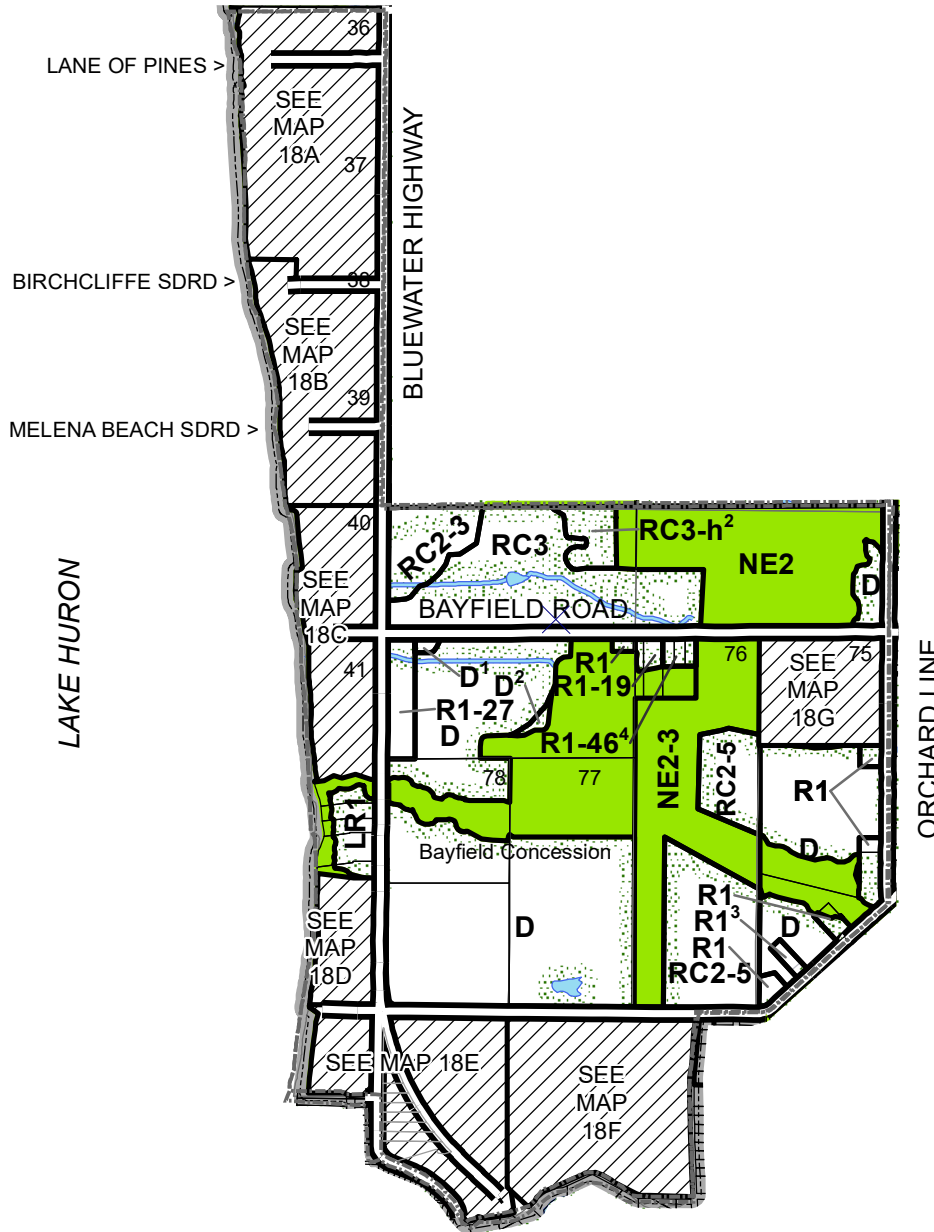 36
LANE OF PINES >
SEE
MAP
18A
37
BLUEWATER HIGHWAY
BIRCHCLIFFE SDRD >
38
SEE
MAP
18B
39
MELENA BEACH SDRD >
40
RC2-3
RC3
RC3-h²
NE2
D
LAKE HURON
SEE
MAP
18C
BAYFIELD ROAD
41
D¹
D²
R1
R1-19
76
75
SEE
MAP
18G
R1-27
D
R1-46⁴
78
77
NE2-3
RC2-5
R1
ORCHARD LINE
LR1
Bayfield Concession
D
D
R1
R1³
D
R1
RC2-5
SEE
MAP
18D
SEE MAP 18E
SEE
MAP
18F